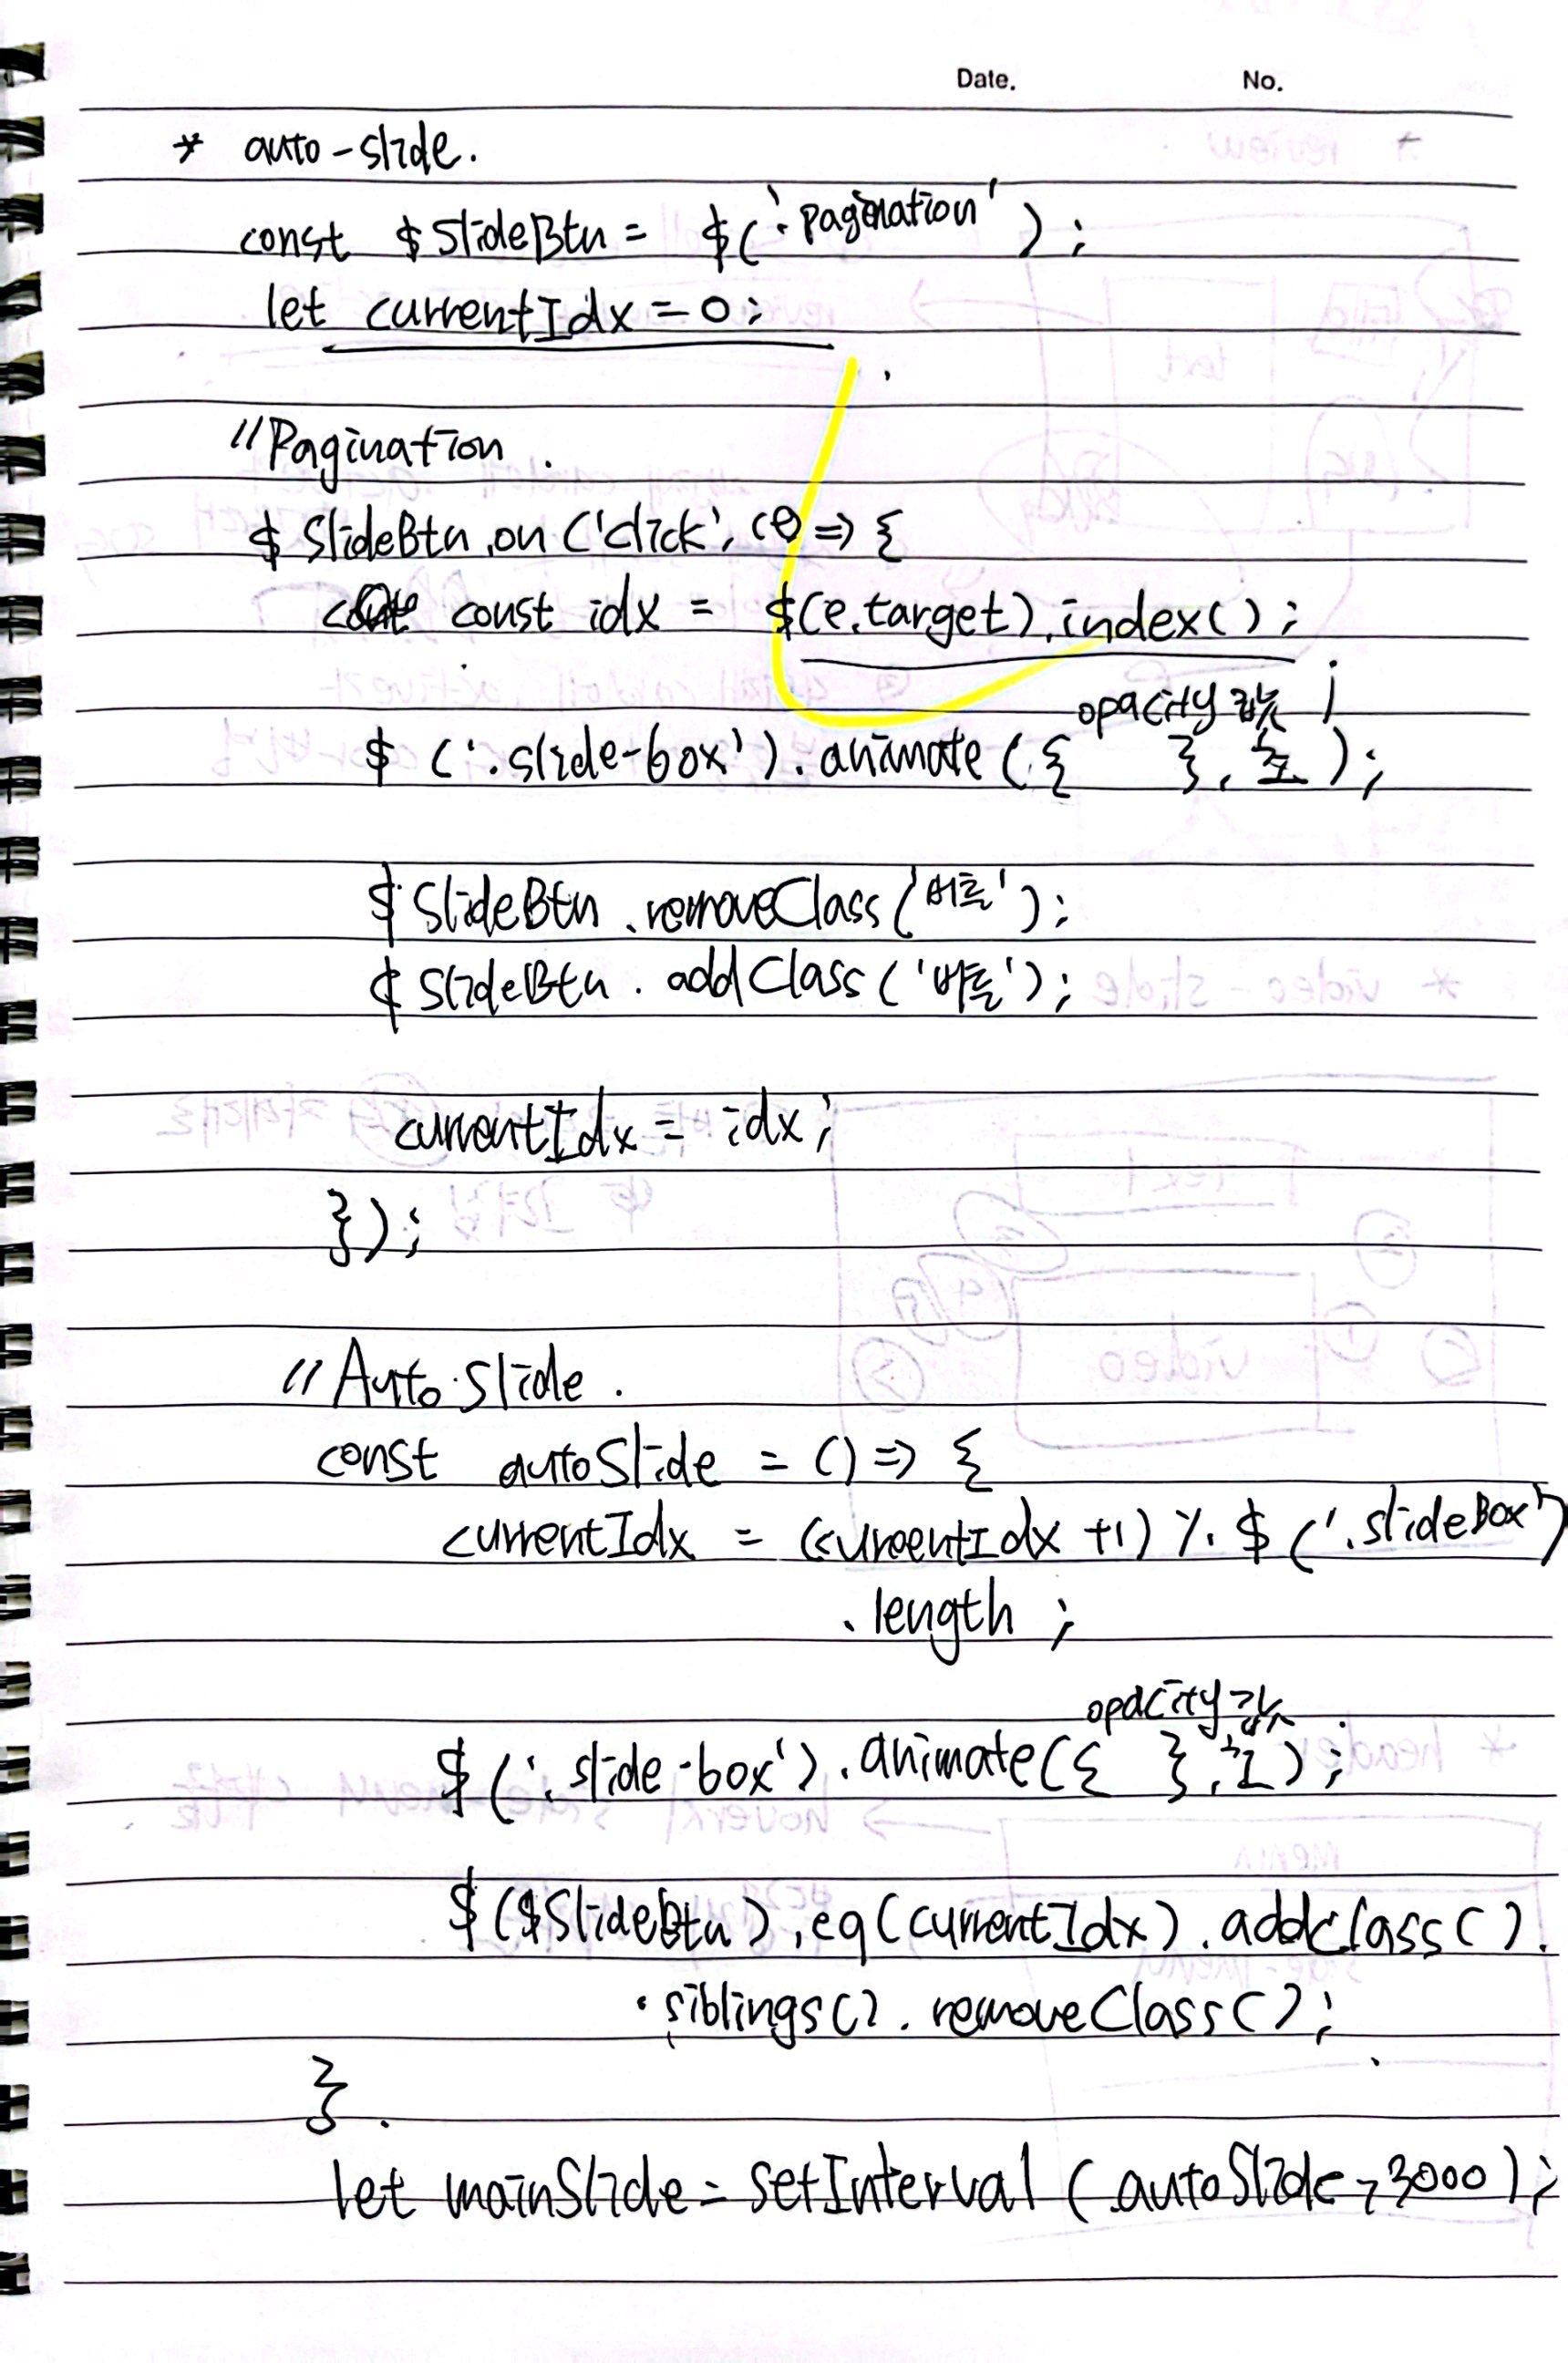 Date. No.
* auto-slide.
const $slideBtn = $('.pagination');
let currentIdx = 0;
//Pagination.
$slideBtn.on('click', (e) => {
const idx = $(e.target).index();
opacity 값
$('.slide-box').animate({ }, 초);
$slideBtn.removeClass('버튼');
$slideBtn.addClass('버튼');
currentIdx = idx;
});
//Auto slide.
const autoSlide = () => {
currentIdx = (cureentIdx +1) % $('.slideBox')
.length;
opacity 값
$('.slide-box').animate({ }, 초);
$($slideBtn).eq(currentIdx).addclass().
.siblings().removeClass();
}.
let mainSlide = setInterval(autoSlide, 3000);